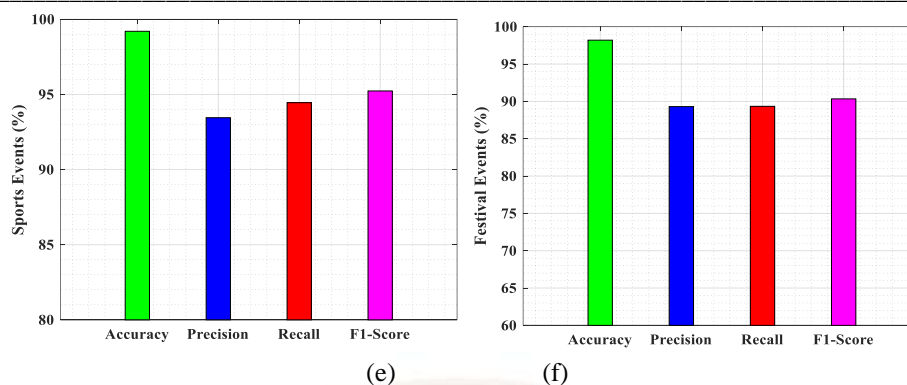 100
95
90
85
80
Sports Events (%)
Accuracy Precision Recall F1-Score
(e)
100
95
90
85
80
75
70
65
60
Festival Events (%)
Accuracy Precision Recall F1-Score
(f)